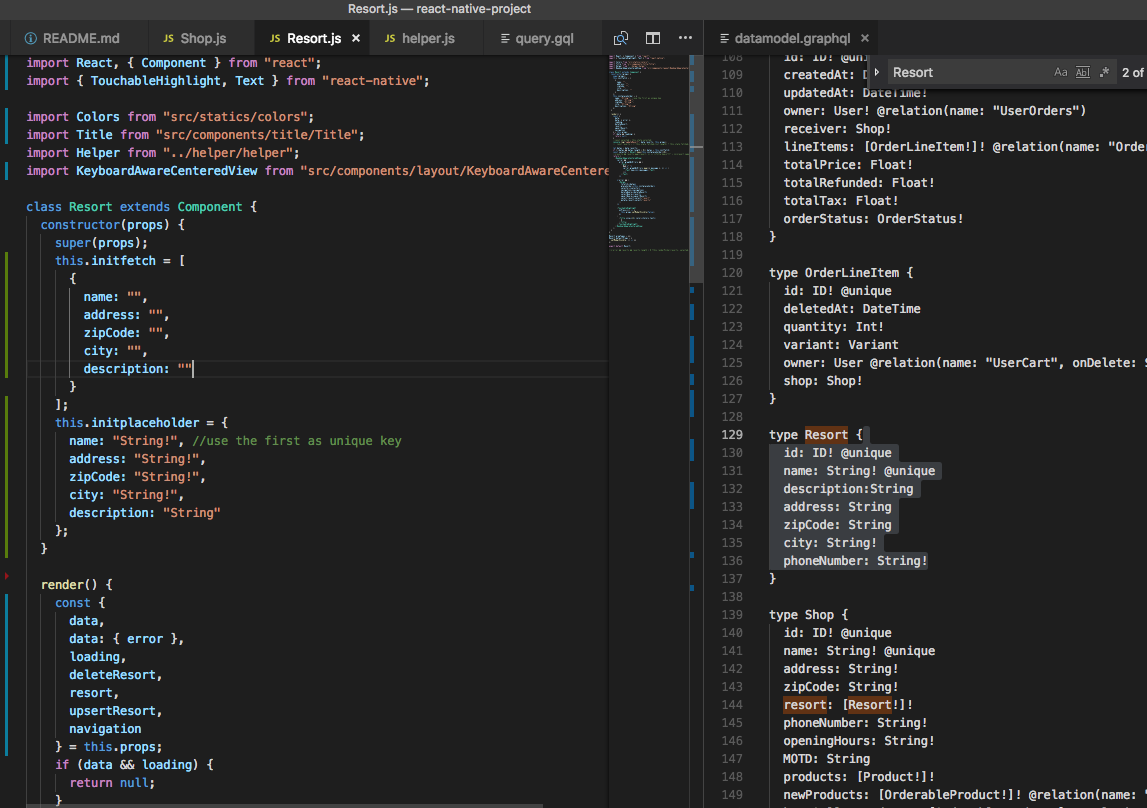 Resort.js — react-native-project
README.md
JS Shop.js
JS Resort.js ×
JS helper.js
query.gql
datamodel.graphql ×
import React, { Component } from "react";
import { TouchableHighlight, Text } from "react-native";
import Colors from "src/statics/colors";
import Title from "src/components/title/Title";
import Helper from "../helper/helper";
import KeyboardAwareCenteredView from "src/components/layout/KeyboardAwareCentere
class Resort extends Component {
constructor(props) {
super(props);
this.initfetch = [
{
name: "",
address: "",
zipCode: "",
city: "",
description: ""
}
];
this.initplaceholder = {
name: "String!", //use the first as unique key
address: "String!",
zipCode: "String!",
city: "String!",
description: "String"
};
}
render() {
const {
data,
data: { error },
loading,
deleteResort,
resort,
upsertResort,
navigation
} = this.props;
if (data && loading) {
return null;
}
Resort
Aa Abl .* 2 of
108 id: ID! @uni
109 createdAt: D
110 updatedAt: DateTime!
111 owner: User! @relation(name: "UserOrders")
112 receiver: Shop!
113 lineItems: [OrderLineItem!]! @relation(name: "Orde
114 totalPrice: Float!
115 totalRefunded: Float!
116 totalTax: Float!
117 orderStatus: OrderStatus!
118 }
119
120 type OrderLineItem {
121 id: ID! @unique
122 deletedAt: DateTime
123 quantity: Int!
124 variant: Variant
125 owner: User @relation(name: "UserCart", onDelete: S
126 shop: Shop!
127 }
128
129 type Resort {
130 id: ID! @unique
131 name: String! @unique
132 description:String
133 address: String
134 zipCode: String
135 city: String!
136 phoneNumber: String!
137 }
138
139 type Shop {
140 id: ID! @unique
141 name: String! @unique
142 address: String!
143 zipCode: String!
144 resort: [Resort!]!
145 phoneNumber: String!
146 openingHours: String!
147 MOTD: String
148 products: [Product!]!
149 newProducts: [OrderableProduct!]! @relation(name: "